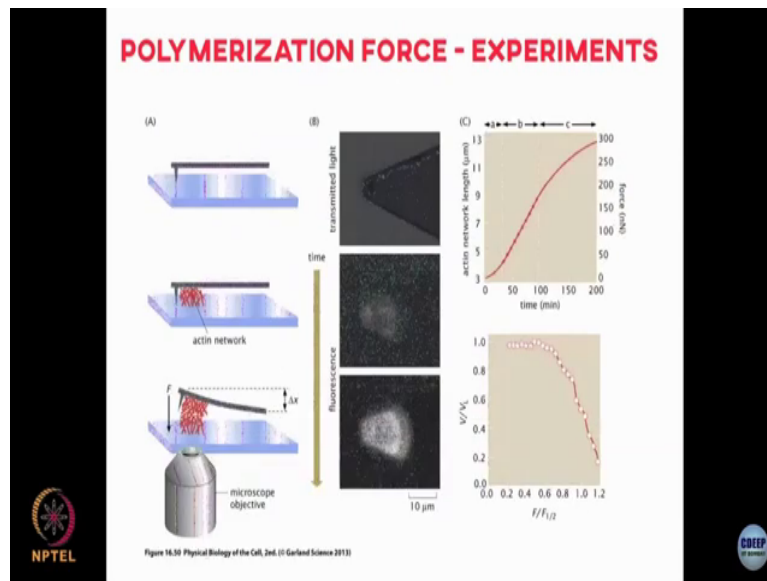 POLYMERIZATION FORCE - EXPERIMENTS
(A)
actin network
F
Δx
microscope
objective
(B)
transmitted light
time
fluorescence
10 μm
(C)
a b c
13
11
9
7
5
3
actin network length (μm)
300
250
200
150
100
50
0
force (nN)
0 50 100 150 200
time (min)
1.0
0.8
0.6
0.4
0.2
0.0
V/VL
0.0 0.2 0.4 0.6 0.8 1.0 1.2
F/F1/2
Figure 16.50 Physical Biology of the Cell, 2ed. (© Garland Science 2013)
NPTEL
CDEEP
IIT BOMBAY